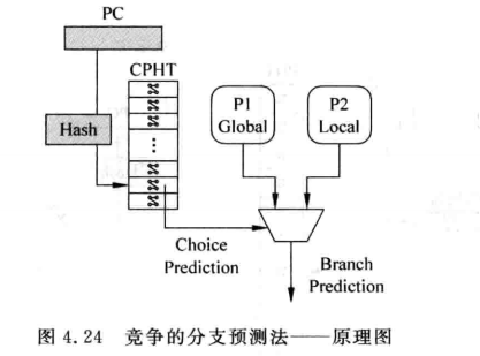 PC
CPHT
P1
Global
P2
Local
Hash
Choice
Prediction
Branch
Prediction
图 4.24 竞争的分支预测法——原理图